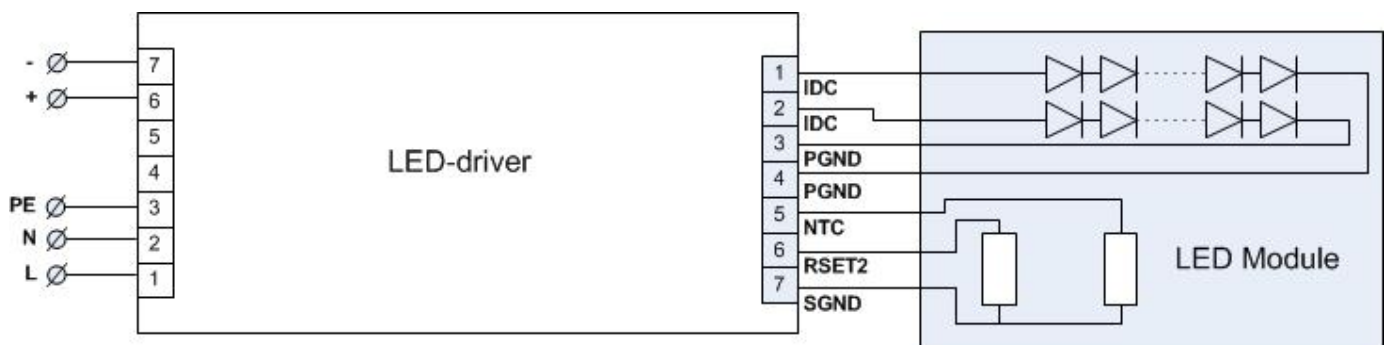 - 7
+ 6
5
4
PE 3
N 2
L 1
LED-driver
1 IDC
2 IDC
3 PGND
4 PGND
5 NTC
6 RSET2
7 SGND
LED Module